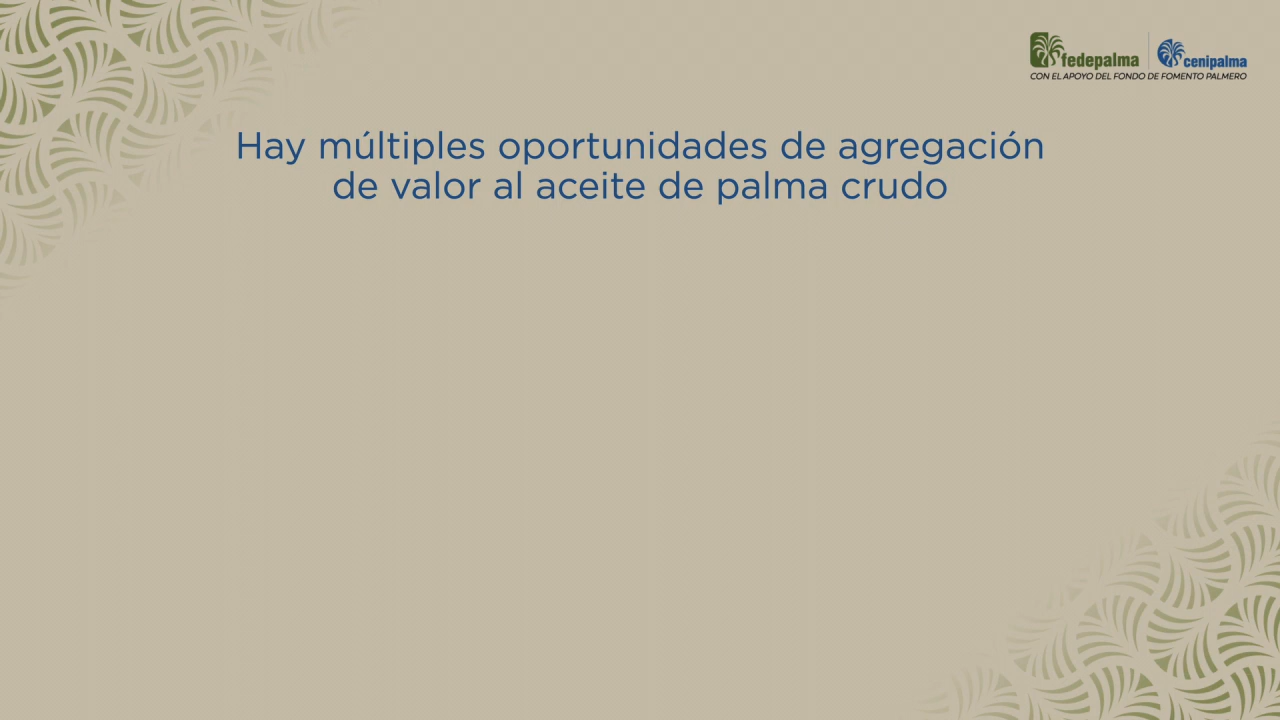 fedepalma
cenipalma
CON EL APOYO DEL FONDO DE FOMENTO PALMERO
Hay múltiples oportunidades de agregación
de valor al aceite de palma crudo